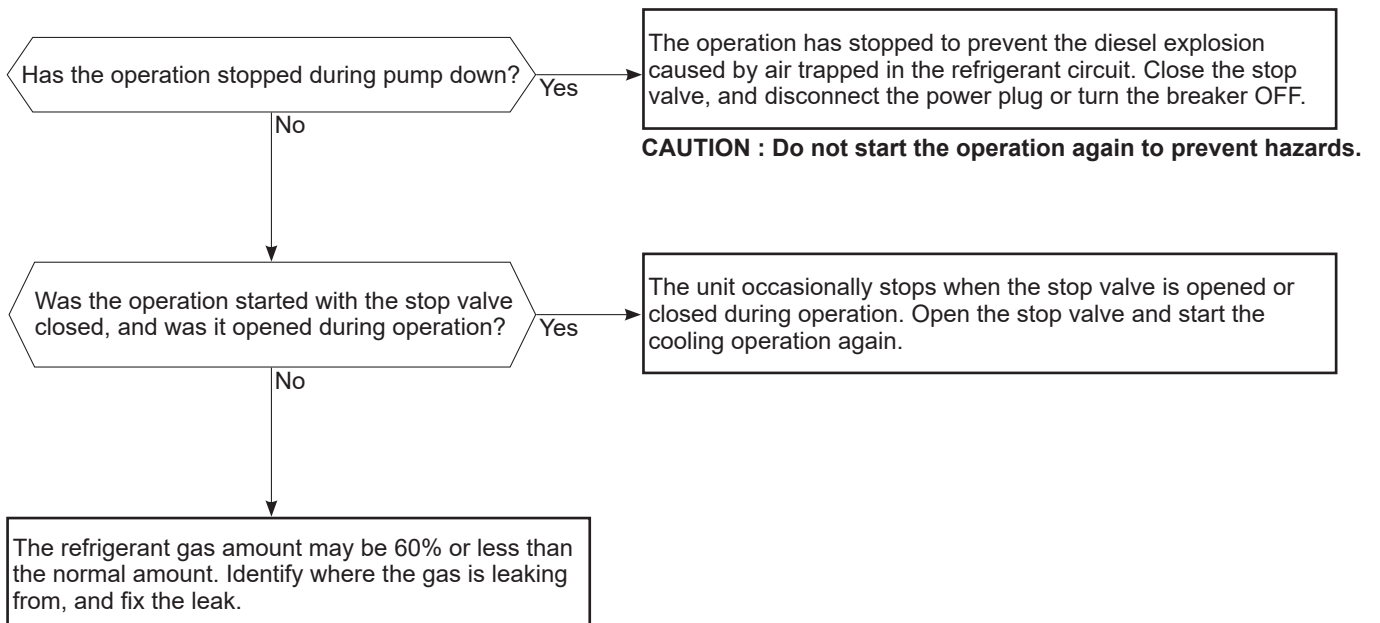 Has the operation stopped during pump down?
Yes
The operation has stopped to prevent the diesel explosion
caused by air trapped in the refrigerant circuit. Close the stop
valve, and disconnect the power plug or turn the breaker OFF.
CAUTION : Do not start the operation again to prevent hazards.
No
Was the operation started with the stop valve
closed, and was it opened during operation?
Yes
The unit occasionally stops when the stop valve is opened or
closed during operation. Open the stop valve and start the
cooling operation again.
No
The refrigerant gas amount may be 60% or less than
the normal amount. Identify where the gas is leaking
from, and fix the leak.